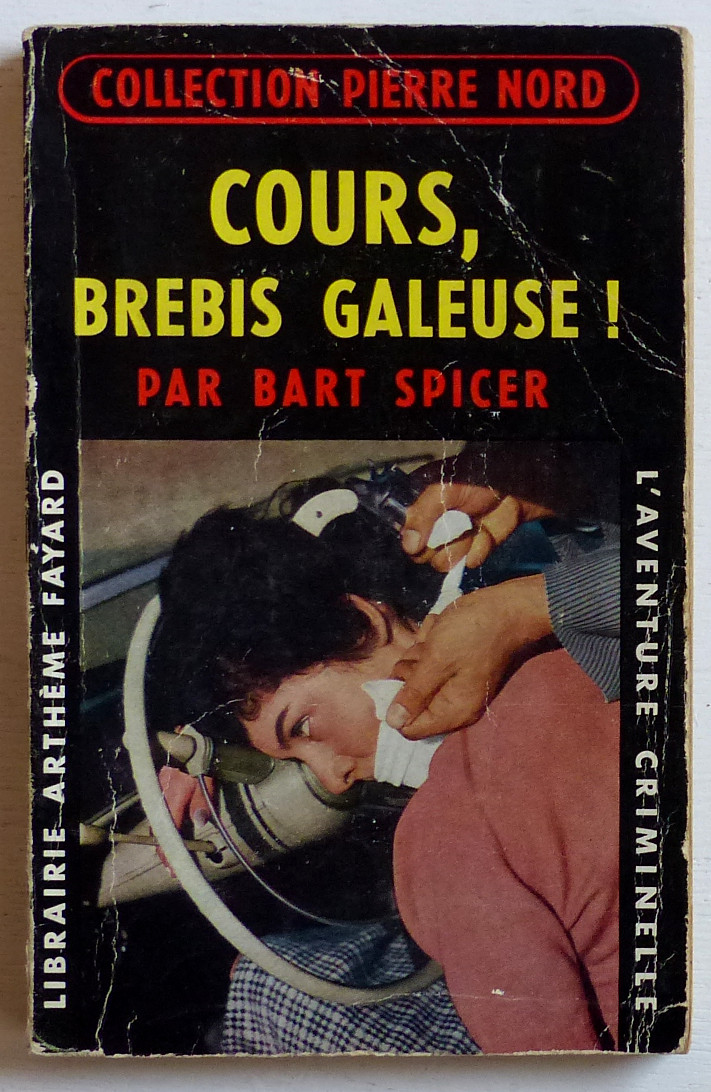 COLLECTION PIERRE NORD
COURS,
BREBIS GALEUSE !
PAR BART SPICER
LIBRAIRIE ARTHÈME FAYARD
L'AVENTURE CRIMINELLE